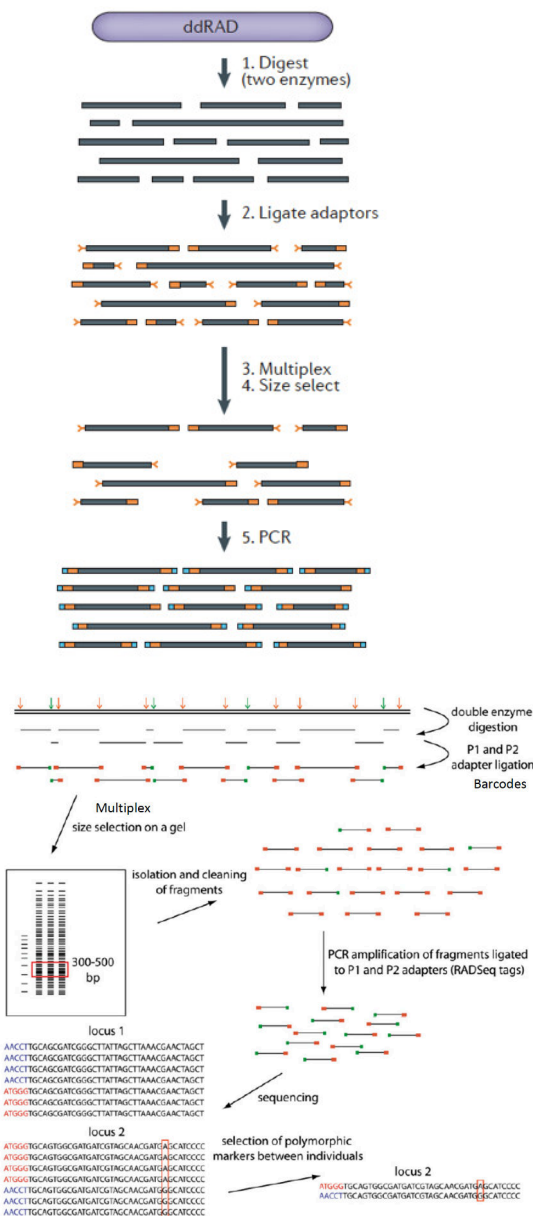 ddRAD
1. Digest
(two enzymes)
2. Ligate adaptors
3. Multiplex
4. Size select
5. PCR
double enzyme
digestion
P1 and P2
adapter ligation
Barcodes
Multiplex
size selection on a gel
isolation and cleaning
of fragments
300-500
bp
PCR amplification of fragments ligated
to P1 and P2 adapters (RADSeq tags)
locus 1
AACCTTGCAGCGATCGGGCTTATTAGCTTAAACGAACTAGCT
AACCTTGCAGCGATCGGGCTTATTAGCTTAAACGAACTAGCT
AACCTTGCAGCGATCGGGCTTATTAGCTTAAACGAACTAGCT
AACCTTGCAGCGATCGGGCTTATTAGCTTAAACGAACTAGCT
ATGGGTGCAGCGATCGGGCTTATTAGCTTAAACGAACTAGCT
ATGGGTGCAGCGATCGGGCTTATTAGCTTAAACGAACTAGCT
ATGGGTGCAGCGATCGGGCTTATTAGCTTAAACGAACTAGCT
sequencing
locus 2
ATGGGTGCAGTGGCGATGATCGTAGCAACGATGAGCATCCCC
ATGGGTGCAGTGGCGATGATCGTAGCAACGATGAGCATCCCC
ATGGGTGCAGTGGCGATGATCGTAGCAACGATGAGCATCCCC
ATGGGTGCAGTGGCGATGATCGTAGCAACGATGAGCATCCCC
AACCTTGCAGTGGCGATGATCGTAGCAACGATGGGCATCCCC
AACCTTGCAGTGGCGATGATCGTAGCAACGATGGGCATCCCC
AACCTTGCAGTGGCGATGATCGTAGCAACGATGGGCATCCCC
selection of polymorphic
markers between individuals
locus 2
ATGGGTGCAGTGGCGATGATCGTAGCAACGATGAGCATCCCC
AACCTTGCAGTGGCGATGATCGTAGCAACGATGGGCATCCCC